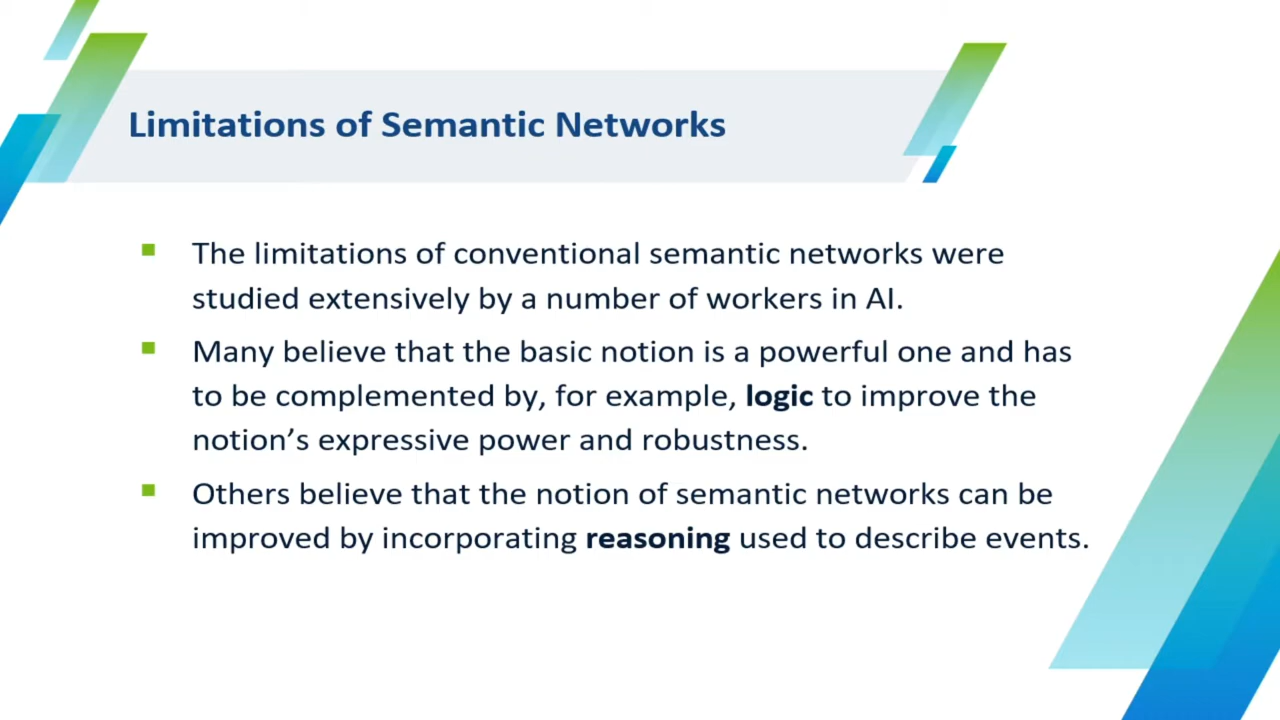 Limitations of Semantic Networks
The limitations of conventional semantic networks were
studied extensively by a number of workers in AI.
Many believe that the basic notion is a powerful one and has
to be complemented by, for example, logic to improve the
notion’s expressive power and robustness.
Others believe that the notion of semantic networks can be
improved by incorporating reasoning used to describe events.